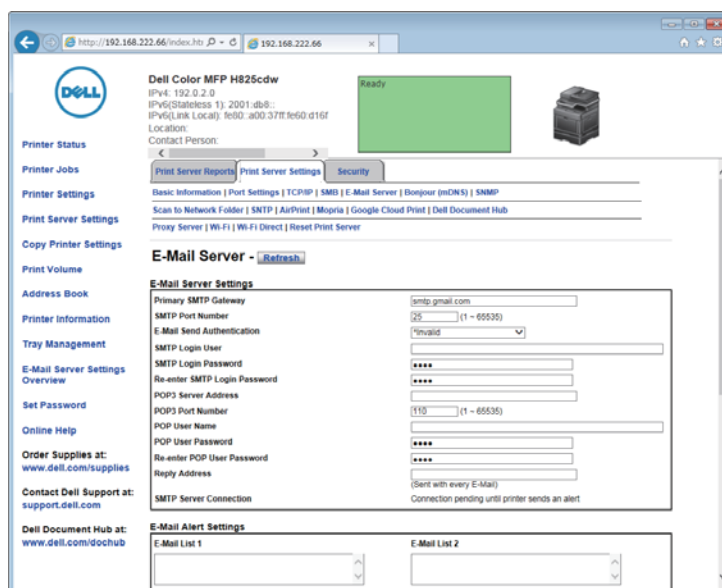 http://192.168.222.66/index.htr
192.168.222.66
DELL
Dell Color MFP H825cdw
IPv4: 192.0.2.0
IPv6(Stateless 1): 2001:db8::
IPv6(Link Local): fe80::a00:37ff:fe60:d16f
Location:
Contact Person:
Ready
Printer Status
Printer Jobs
Printer Settings
Print Server Settings
Copy Printer Settings
Print Volume
Address Book
Printer Information
Tray Management
E-Mail Server Settings
Overview
Set Password
Online Help
Order Supplies at:
www.dell.com/supplies
Contact Dell Support at:
support.dell.com
Dell Document Hub at:
www.dell.com/dochub
Print Server Reports Print Server Settings Security
Basic Information | Port Settings | TCP/IP | SMB | E-Mail Server | Bonjour (mDNS) | SNMP
Scan to Network Folder | SNTP | AirPrint | Mopria | Google Cloud Print | Dell Document Hub
Proxy Server | Wi-Fi | Wi-Fi Direct | Reset Print Server
E-Mail Server - Refresh
E-Mail Server Settings
Primary SMTP Gateway smtp.gmail.com
SMTP Port Number 25 (1 ~ 65535)
E-Mail Send Authentication *Invalid
SMTP Login User
SMTP Login Password ••••
Re-enter SMTP Login Password ••••
POP3 Server Address
POP3 Port Number 110 (1 ~ 65535)
POP User Name
POP User Password ••••
Re-enter POP User Password ••••
Reply Address
(Sent with every E-Mail)
SMTP Server Connection Connection pending until printer sends an alert
E-Mail Alert Settings
E-Mail List 1 E-Mail List 2